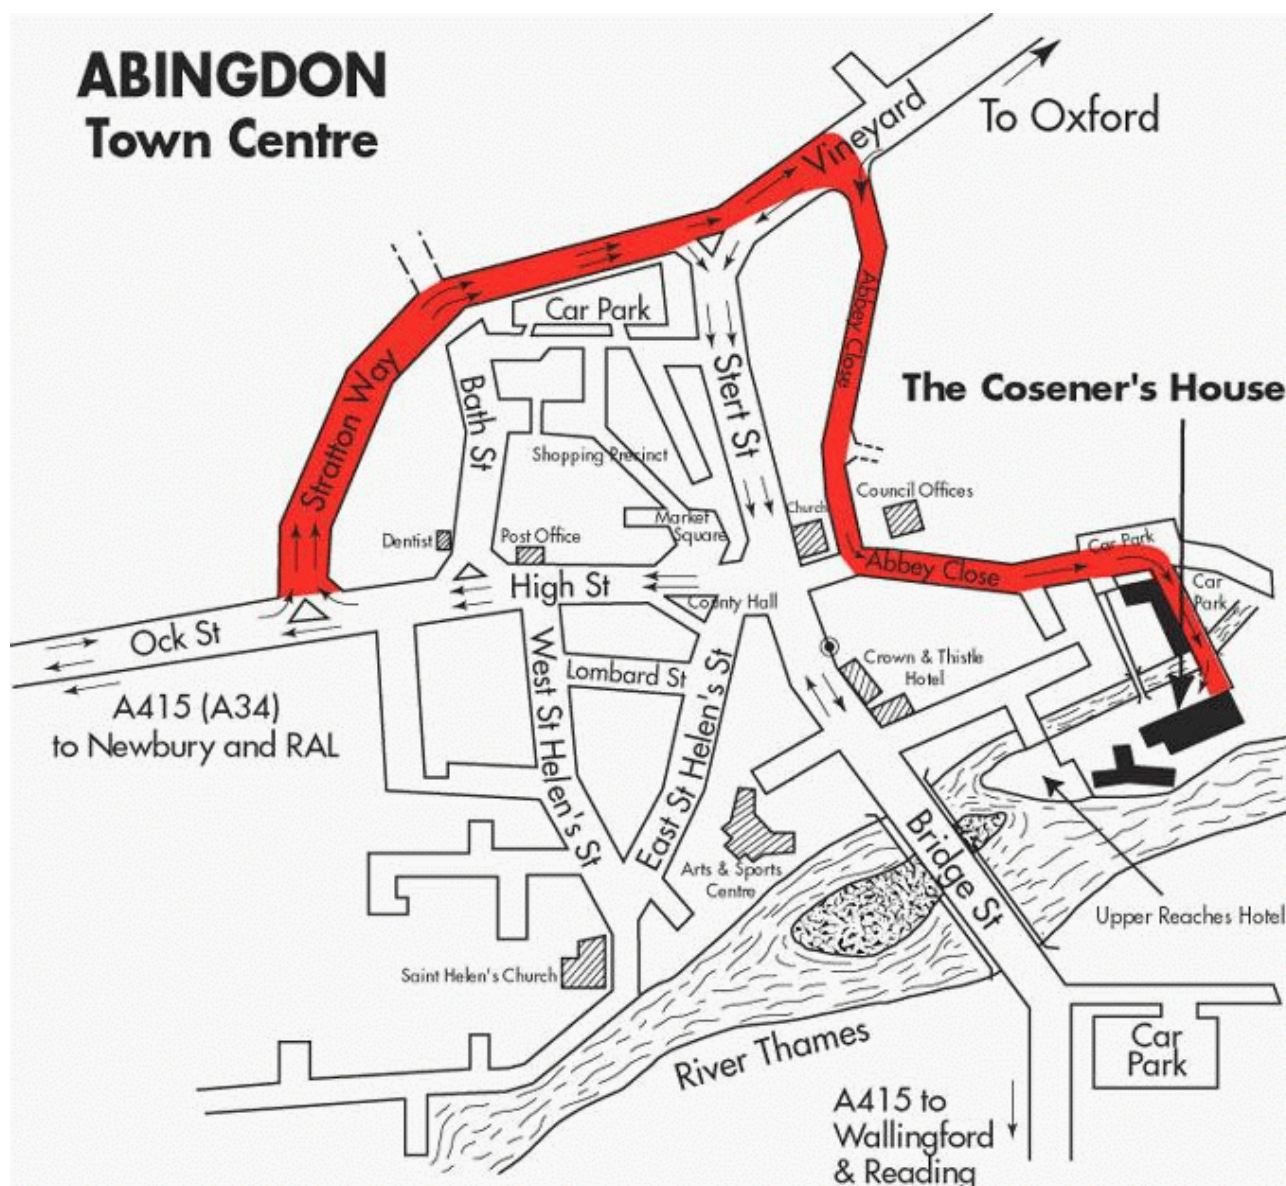 ABINGDON
Town Centre
To Oxford
Vineyard
Car Park
Abbey Close
Stratton Way
Bath St
Stert St
The Cosener's House
Shopping Precinct
Council Offices
Church
Market
Square
Dentist
Post Office
Car Park
Abbey Close
High St
Car
Park
County Hall
Ock St
West St Helen's St
Lombard St
East St Helen's St
Crown & Thistle
Hotel
A415 (A34)
to Newbury and RAL
Bridge St
Arts & Sports
Centre
Upper Reaches Hotel
Saint Helen's Church
River Thames
Car
Park
A415 to
Wallingford
& Reading